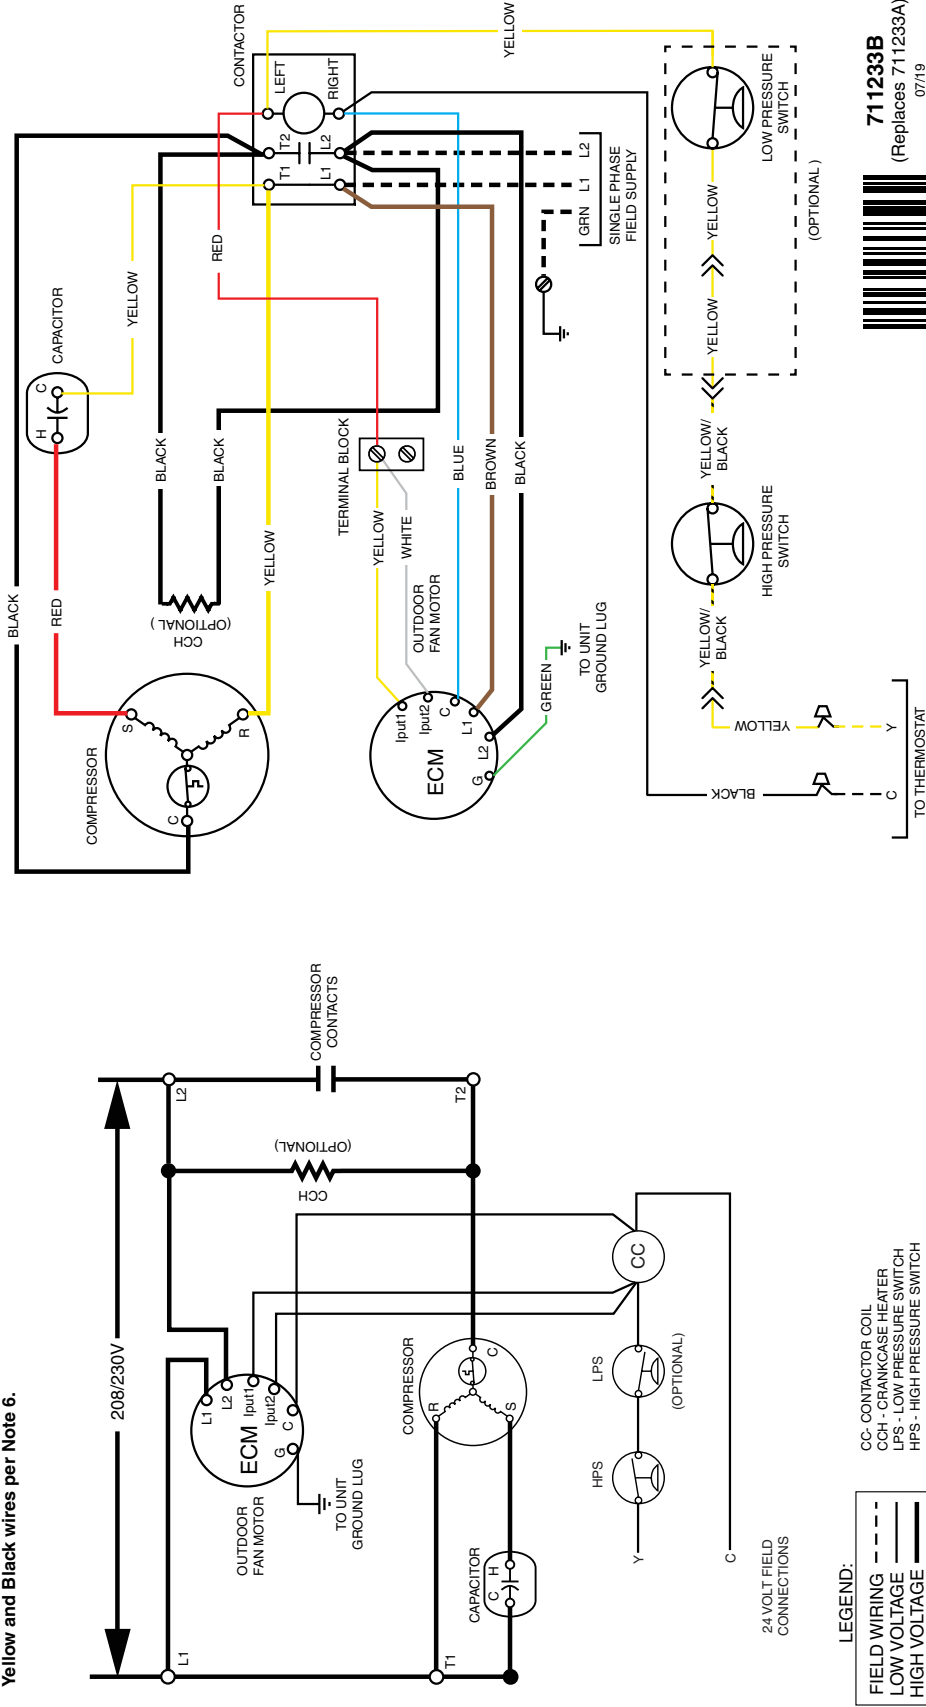 Yellow and Black wires per Note 6.
208/230V
L1
L2
COMPRESSOR
CONTACTS
CCH
(OPTIONAL)
T2
L1
L2
Iput1
Iput2
C
G
ECM
OUTDOOR
FAN MOTOR
TO UNIT
GROUND LUG
COMPRESSOR
R
S
C
T1
CAPACITOR
C
H
CC
LPS
(OPTIONAL)
HPS
Y
C
24 VOLT FIELD
CONNECTIONS
LEGEND:
FIELD WIRING
LOW VOLTAGE
HIGH VOLTAGE
CC- CONTACTOR COIL
CCH - CRANKCASE HEATER
LPS - LOW PRESSURE SWITCH
HPS - HIGH PRESSURE SWITCH
BLACK
RED
CAPACITOR
H
C
YELLOW
RED
CONTACTOR
LEFT
RIGHT
T2
L2
T1
L1
YELLOW
BLACK
BLACK
YELLOW
CCH
(OPTIONAL )
COMPRESSOR
S
R
C
TERMINAL BLOCK
YELLOW
WHITE
BLUE
BROWN
BLACK
OUTDOOR
FAN MOTOR
Iput1
Iput2
C
L1
L2
G
ECM
GREEN
TO UNIT
GROUND LUG
GRN
L1
L2
SINGLE PHASE
FIELD SUPPLY
LOW PRESSURE
SWITCH
(OPTIONAL )
YELLOW
YELLOW
YELLOW/
BLACK
HIGH PRESSURE
SWITCH
YELLOW/
BLACK
YELLOW
BLACK
C
Y
TO THERMOSTAT
711233B
(Replaces 711233A)
07/19